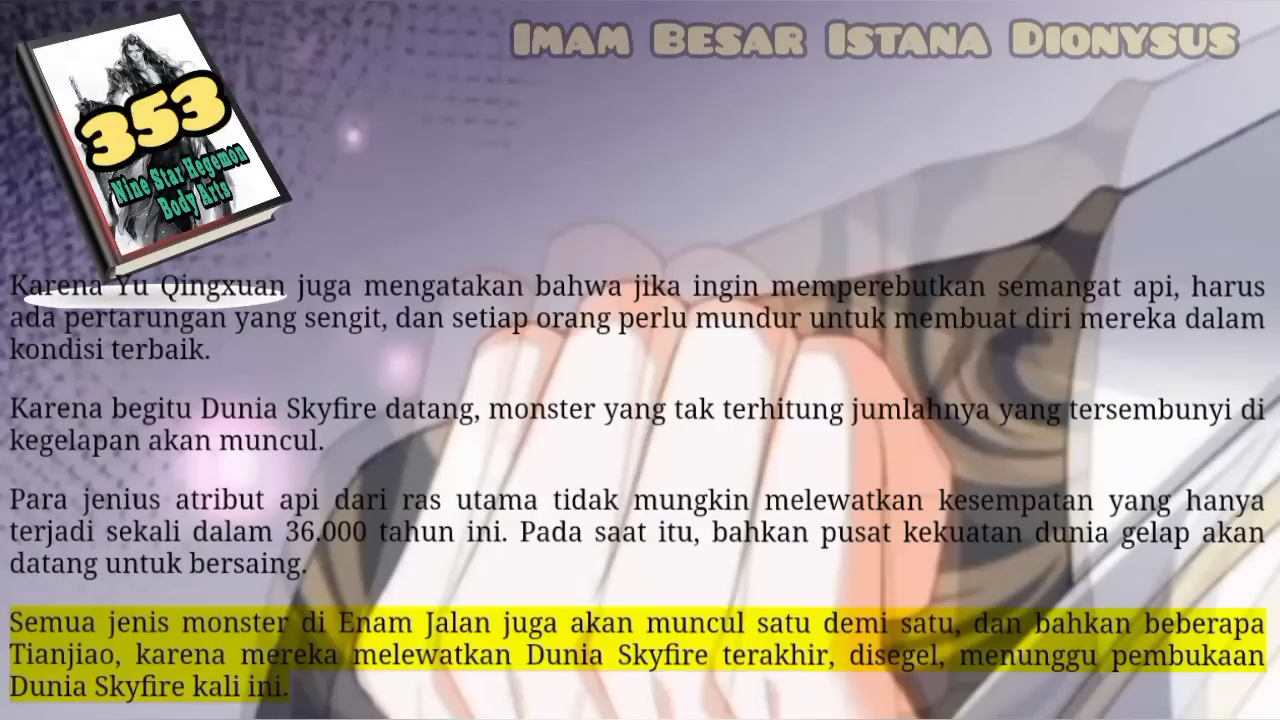 Imam Besar Istana Dionysus
353
Nine Star Hegemon
Body Arts
Karena Yu Qingxuan juga mengatakan bahwa jika ingin memperebutkan semangat api, harus
ada pertarungan yang sengit, dan setiap orang perlu mundur untuk membuat diri mereka dalam
kondisi terbaik.
Karena begitu Dunia Skyfire datang, monster yang tak terhitung jumlahnya yang tersembunyi di
kegelapan akan muncul.
Para jenius atribut api dari ras utama tidak mungkin melewatkan kesempatan yang hanya
terjadi sekali dalam 36.000 tahun ini. Pada saat itu, bahkan pusat kekuatan dunia gelap akan
datang untuk bersaing.
Semua jenis monster di Enam Jalan juga akan muncul satu demi satu, dan bahkan beberapa
Tianjiao, karena mereka melewatkan Dunia Skyfire terakhir, disegel, menunggu pembukaan
Dunia Skyfire kali ini.